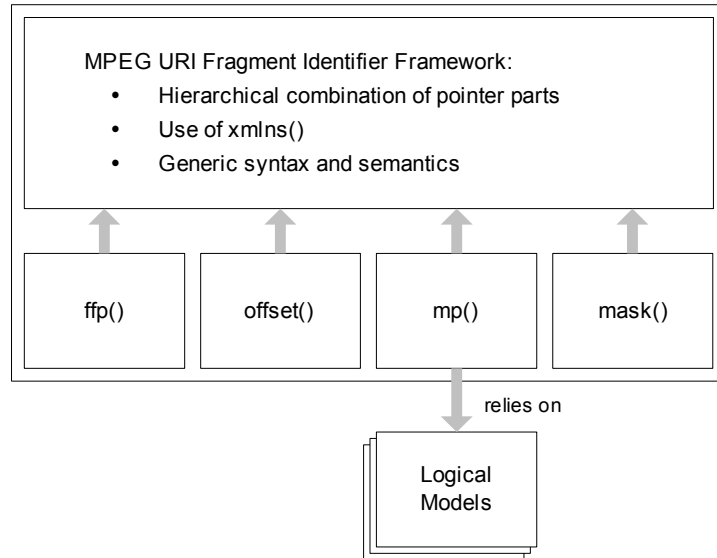 MPEG URI Fragment Identifier Framework:
• Hierarchical combination of pointer parts
• Use of xmlns()
• Generic syntax and semantics
ffp()
offset()
mp()
mask()
relies on
Logical
Models